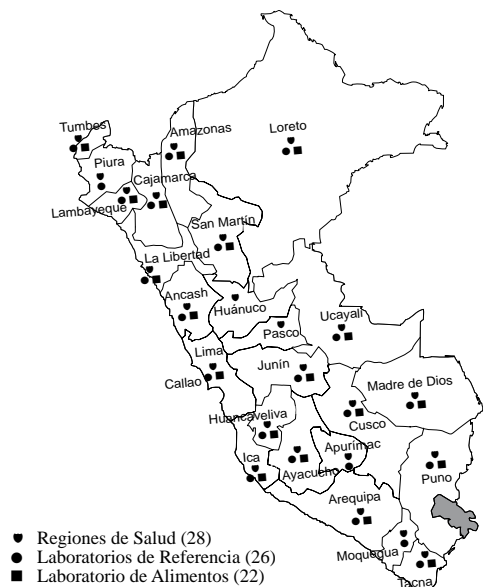 Tumbes
Amazonas
Loreto
Piura
Cajamarca
Lambayeque
San Martín
La Libertad
Ancash
Huánuco
Ucayali
Pasco
Lima
Junín
Callao
Madre de Dios
Huancaveliva
Cusco
Apurímac
Ica
Ayacucho
Puno
Arequipa
Moquegua
Tacna
Regiones de Salud (28)
Laboratorios de Referencia (26)
Laboratorio de Alimentos (22)